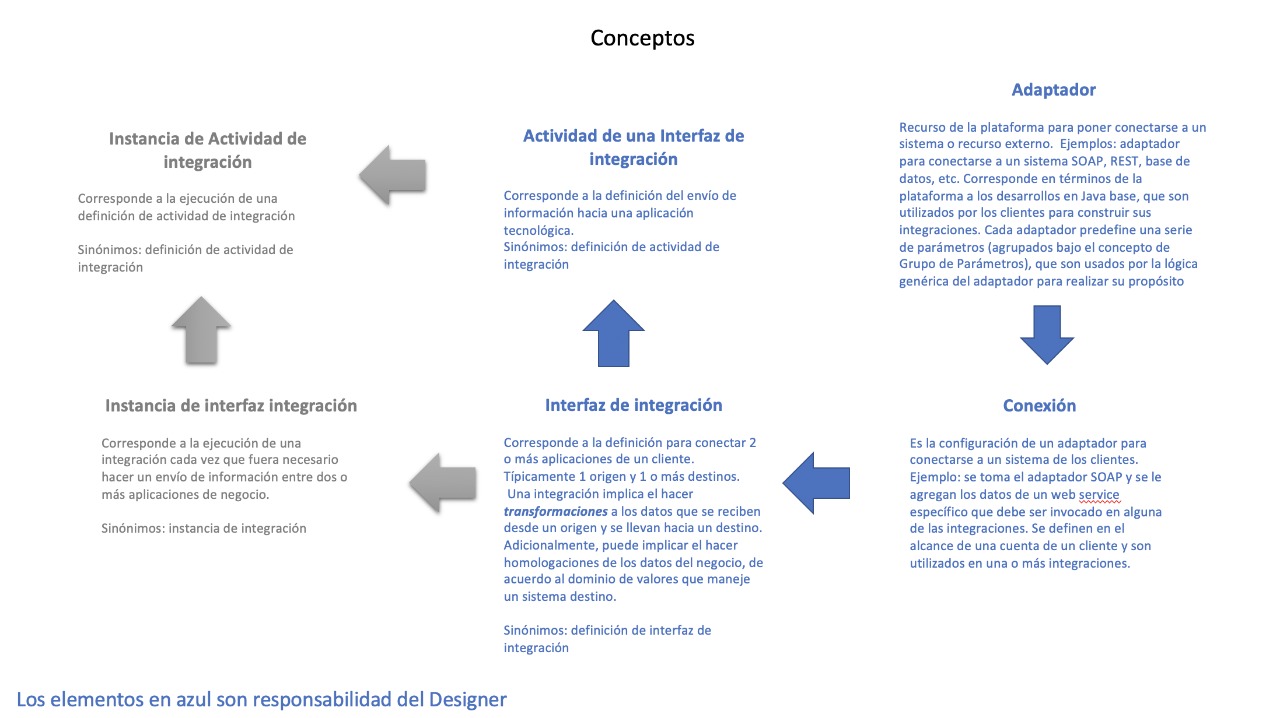 Conceptos
Instancia de Actividad de
integración
Corresponde a la ejecución de una
definición de actividad de integración
Sinónimos: definición de actividad de
integración
Actividad de una Interfaz de
integración
Corresponde a la definición del envío de
información hacia una aplicación
tecnológica.
Sinónimos: definición de actividad de
integración
Adaptador
Recurso de la plataforma para poner conectarse a un
sistema o recurso externo.  Ejemplos: adaptador
para conectarse a un sistema SOAP, REST, base de
datos, etc. Corresponde en términos de la
plataforma a los desarrollos en Java base, que son
utilizados por los clientes para construir sus
integraciones. Cada adaptador predefine una serie
de parámetros (agrupados bajo el concepto de
Grupo de Parámetros), que son usados por la lógica
genérica del adaptador para realizar su propósito
Instancia de interfaz integración
Corresponde a la ejecución de una
integración cada vez que fuera necesario
hacer un envío de información entre dos o
más aplicaciones de negocio.
Sinónimos: instancia de integración
Interfaz de integración
Corresponde a la definición para conectar 2
o más aplicaciones de un cliente.
Típicamente 1 origen y 1 o más destinos.
Una integración implica el hacer
transformaciones a los datos que se reciben
desde un origen y se llevan hacia un destino.
Adicionalmente, puede implicar el hacer
homologaciones de los datos del negocio, de
acuerdo al dominio de valores que maneje
un sistema destino.
Sinónimos: definición de interfaz de
integración
Conexión
Es la configuración de un adaptador para
conectarse a un sistema de los clientes.
Ejemplo: se toma el adaptador SOAP y se le
agregan los datos de un web service
específico que debe ser invocado en alguna
de las integraciones. Se definen en el
alcance de una cuenta de un cliente y son
utilizados en una o más integraciones.
Los elementos en azul son responsabilidad del Designer